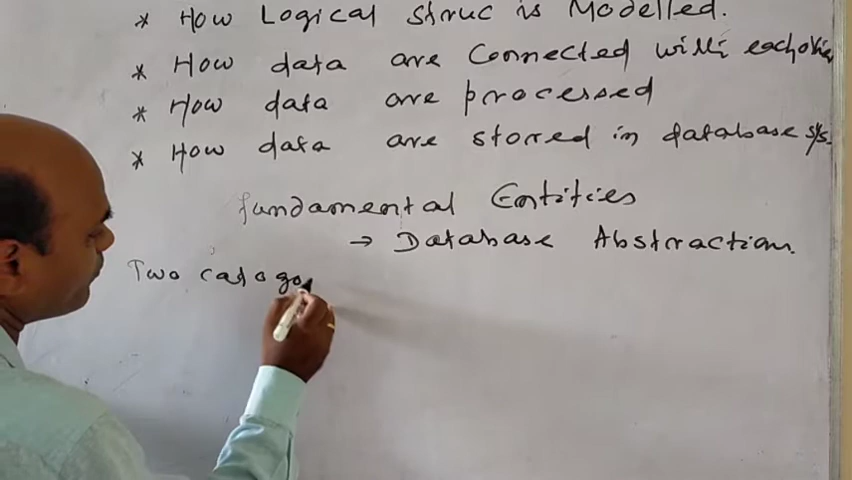 * How Logical Struc is Modelled.
* How data are Connected with eachother
* How data are processed
* How data are stored in database s/s.
fundamental Entities
→ Database Abstraction.
Two catago